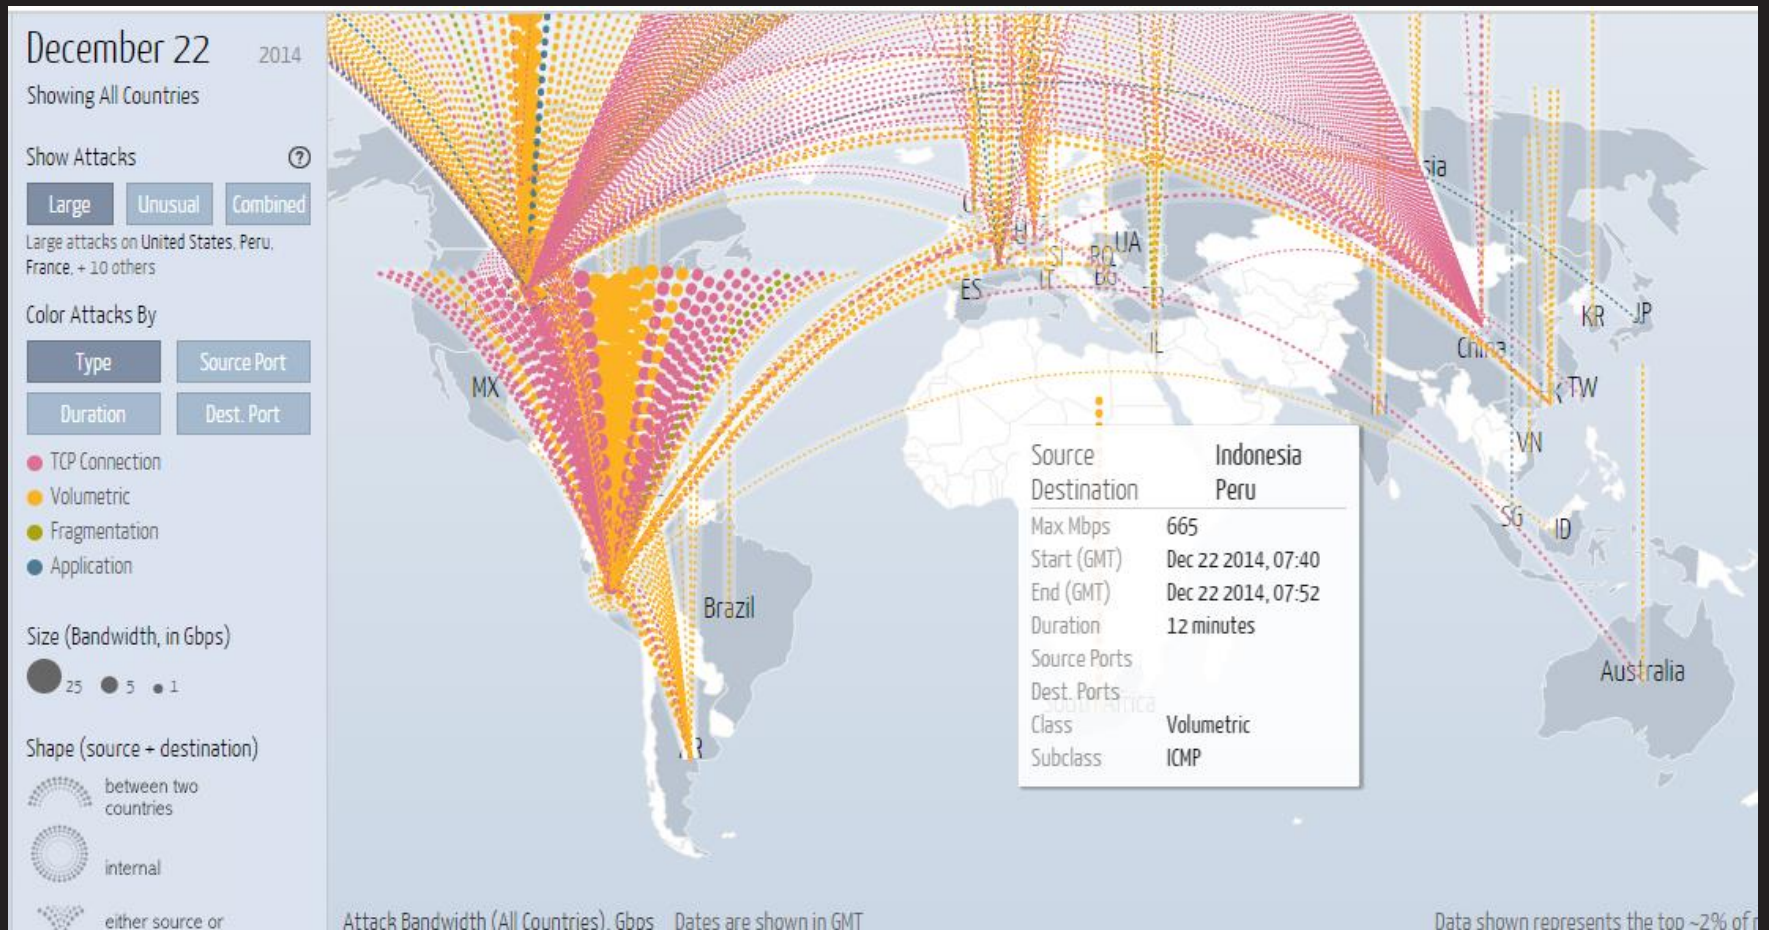 December 22 2014
Showing All Countries
Show Attacks ?
Large Unusual Combined
Large attacks on United States, Peru,
France, + 10 others
Color Attacks By
Type Source Port
Duration Dest. Port
TCP Connection
Volumetric
Fragmentation
Application
Size (Bandwidth, in Gbps)
25 5 1
Shape (source + destination)
between two
countries
internal
either source or
sia
UA
RO
SI
BG
IT
ES
IL
KR
JP
China
MX
TW
IN
VN
SG
ID
Brazil
Australia
South Africa
Source Indonesia
Destination Peru
Max Mbps 665
Start (GMT) Dec 22 2014, 07:40
End (GMT) Dec 22 2014, 07:52
Duration 12 minutes
Source Ports
Dest. Ports
Class Volumetric
Subclass ICMP
Attack Bandwidth (All Countries), Gbps Dates are shown in GMT
Data shown represents the top ~2% of